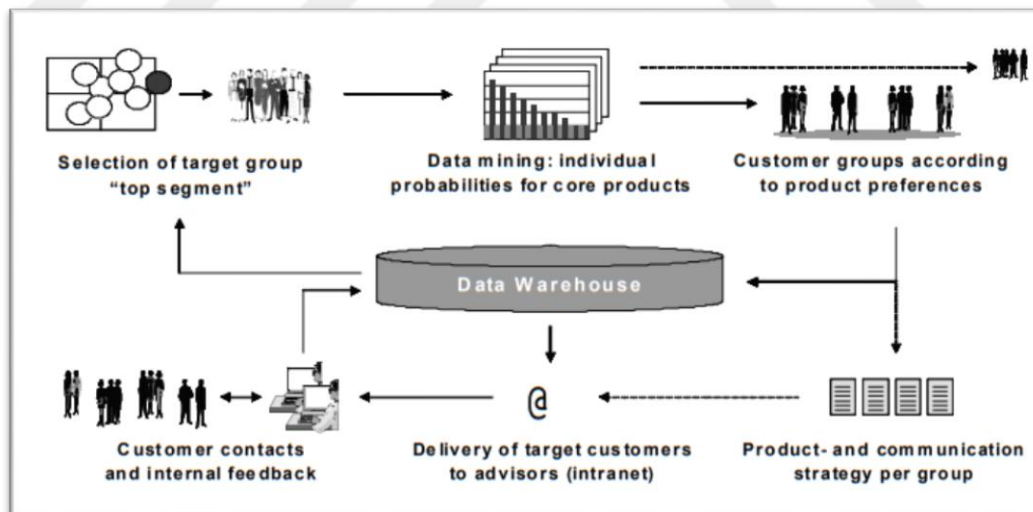 Selection of target group
"top segment"
Data mining: individual
probabilities for core products
Customer groups according
to product preferences
Data Warehouse
@
Customer contacts
and internal feedback
Delivery of target customers
to advisors (intranet)
Product- and communication
strategy per group